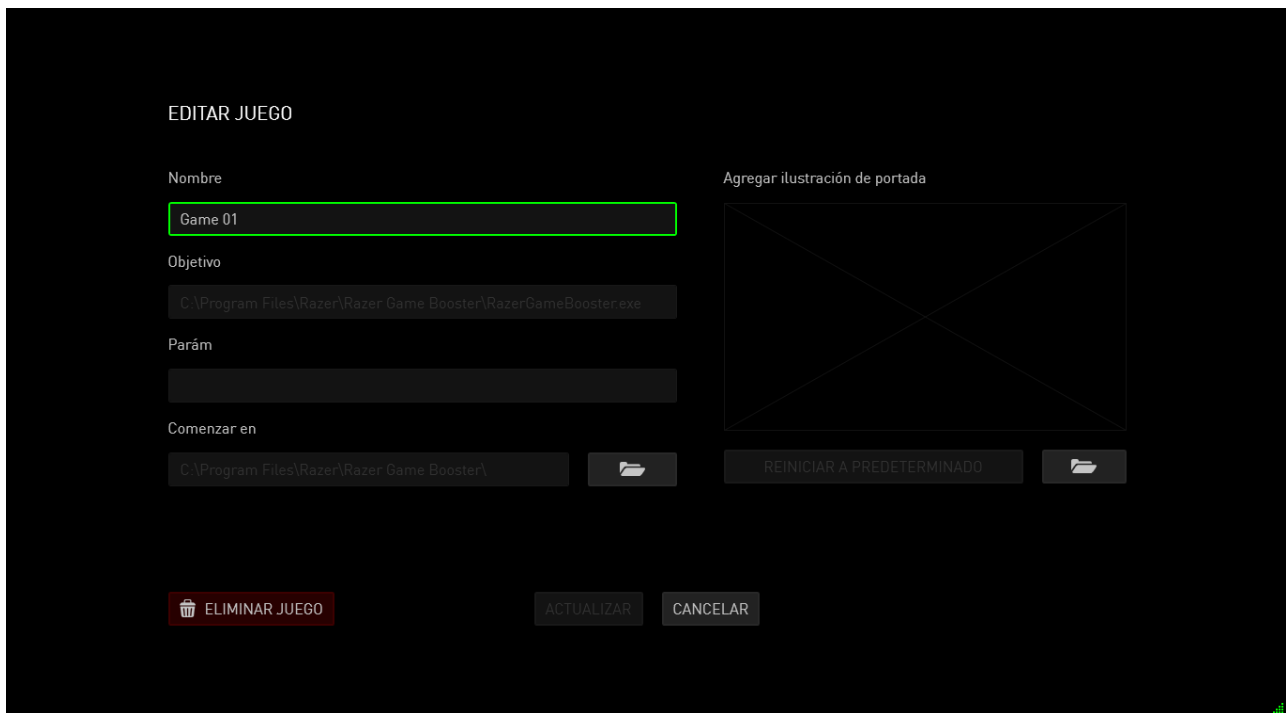 EDITAR JUEGO
Nombre
Game 01
Objetivo
C:\Program Files\Razer\Razer Game Booster\RazerGameBooster.exe
Parám
Comenzar en
C:\Program Files\Razer\Razer Game Booster\
Agregar ilustración de portada
REINICIAR A PREDETERMINADO
ELIMINAR JUEGO
ACTUALIZAR
CANCELAR